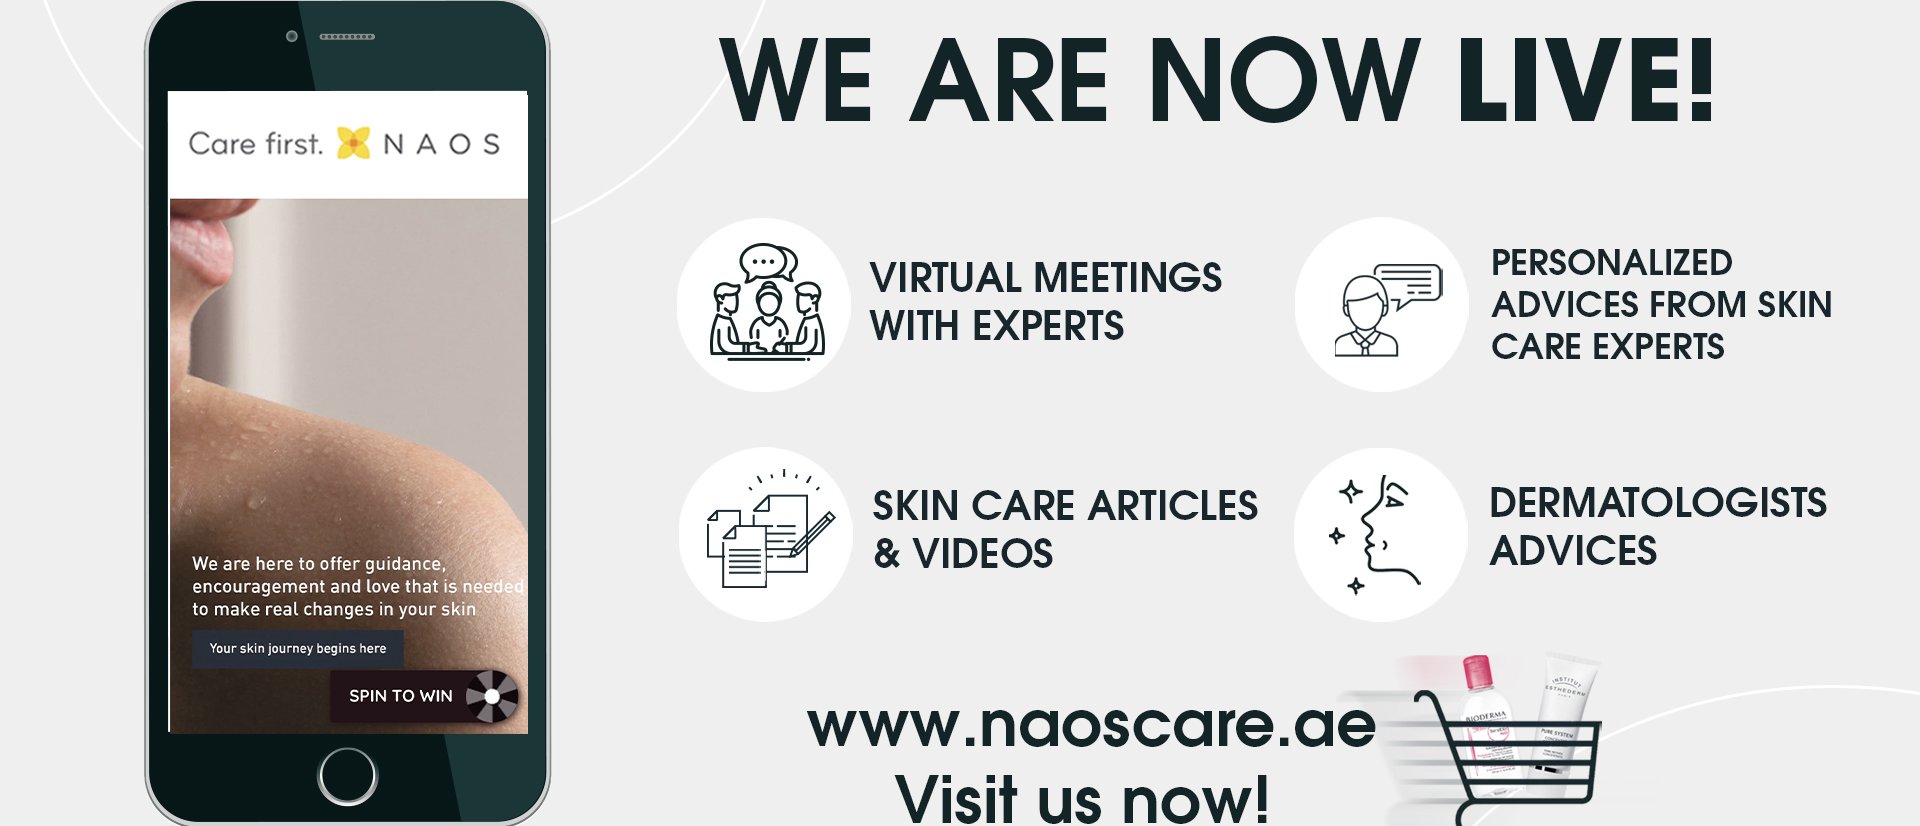 Care first. NAOS
We are here to offer guidance,
encouragement and love that is needed
to make real changes in your skin
Your skin journey begins here
SPIN TO WIN
WE ARE NOW LIVE!
VIRTUAL MEETINGS
WITH EXPERTS
PERSONALIZED
ADVICES FROM SKIN
CARE EXPERTS
SKIN CARE ARTICLES
& VIDEOS
DERMATOLOGISTS
ADVICES
www.naoscare.ae
Visit us now!
BIODERMA
INSTITUT
ESTHEDERM
PARIS
PURE SYSTEM